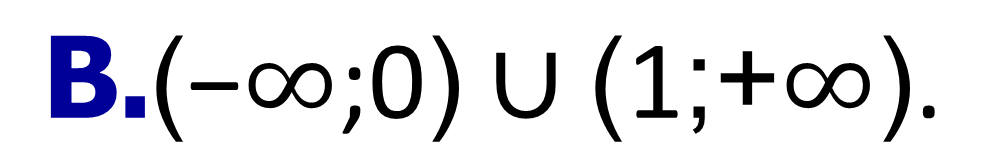 B.(−∞;0) ∪ (1;+∞).